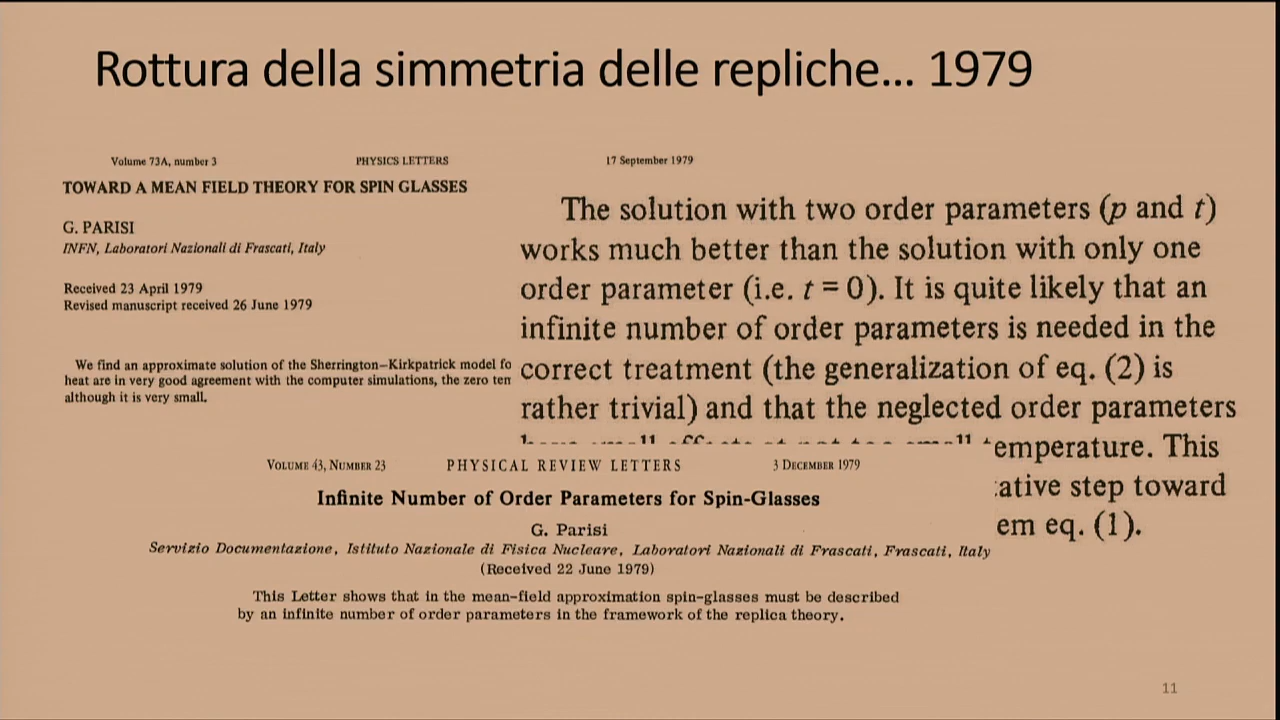 Rottura della simmetria delle repliche... 1979
Volume 73A, number 3 PHYSICS LETTERS 17 September 1979
TOWARD A MEAN FIELD THEORY FOR SPIN GLASSES
G. PARISI
INFN, Laboratori Nazionali di Frascati, Italy
Received 23 April 1979
Revised manuscript received 26 June 1979
We find an approximate solution of the Sherrington–Kirkpatrick model fo
heat are in very good agreement with the computer simulations, the zero ten
although it is very small.
The solution with two order parameters (p and t)
works much better than the solution with only one
order parameter (i.e. t = 0). It is quite likely that an
infinite number of order parameters is needed in the
correct treatment (the generalization of eq. (2) is
rather trivial) and that the neglected order parameters
emperature. This
ative step toward
em eq. (1).
VOLUME 43, NUMBER 23 PHYSICAL REVIEW LETTERS 3 DECEMBER 1979
Infinite Number of Order Parameters for Spin-Glasses
G. Parisi
Servizio Documentazione, Istituto Nazionale di Fisica Nucleare, Laboratori Nazionali di Frascati, Frascati, Italy
(Received 22 June 1979)
This Letter shows that in the mean-field approximation spin-glasses must be described
by an infinite number of order parameters in the framework of the replica theory.
11